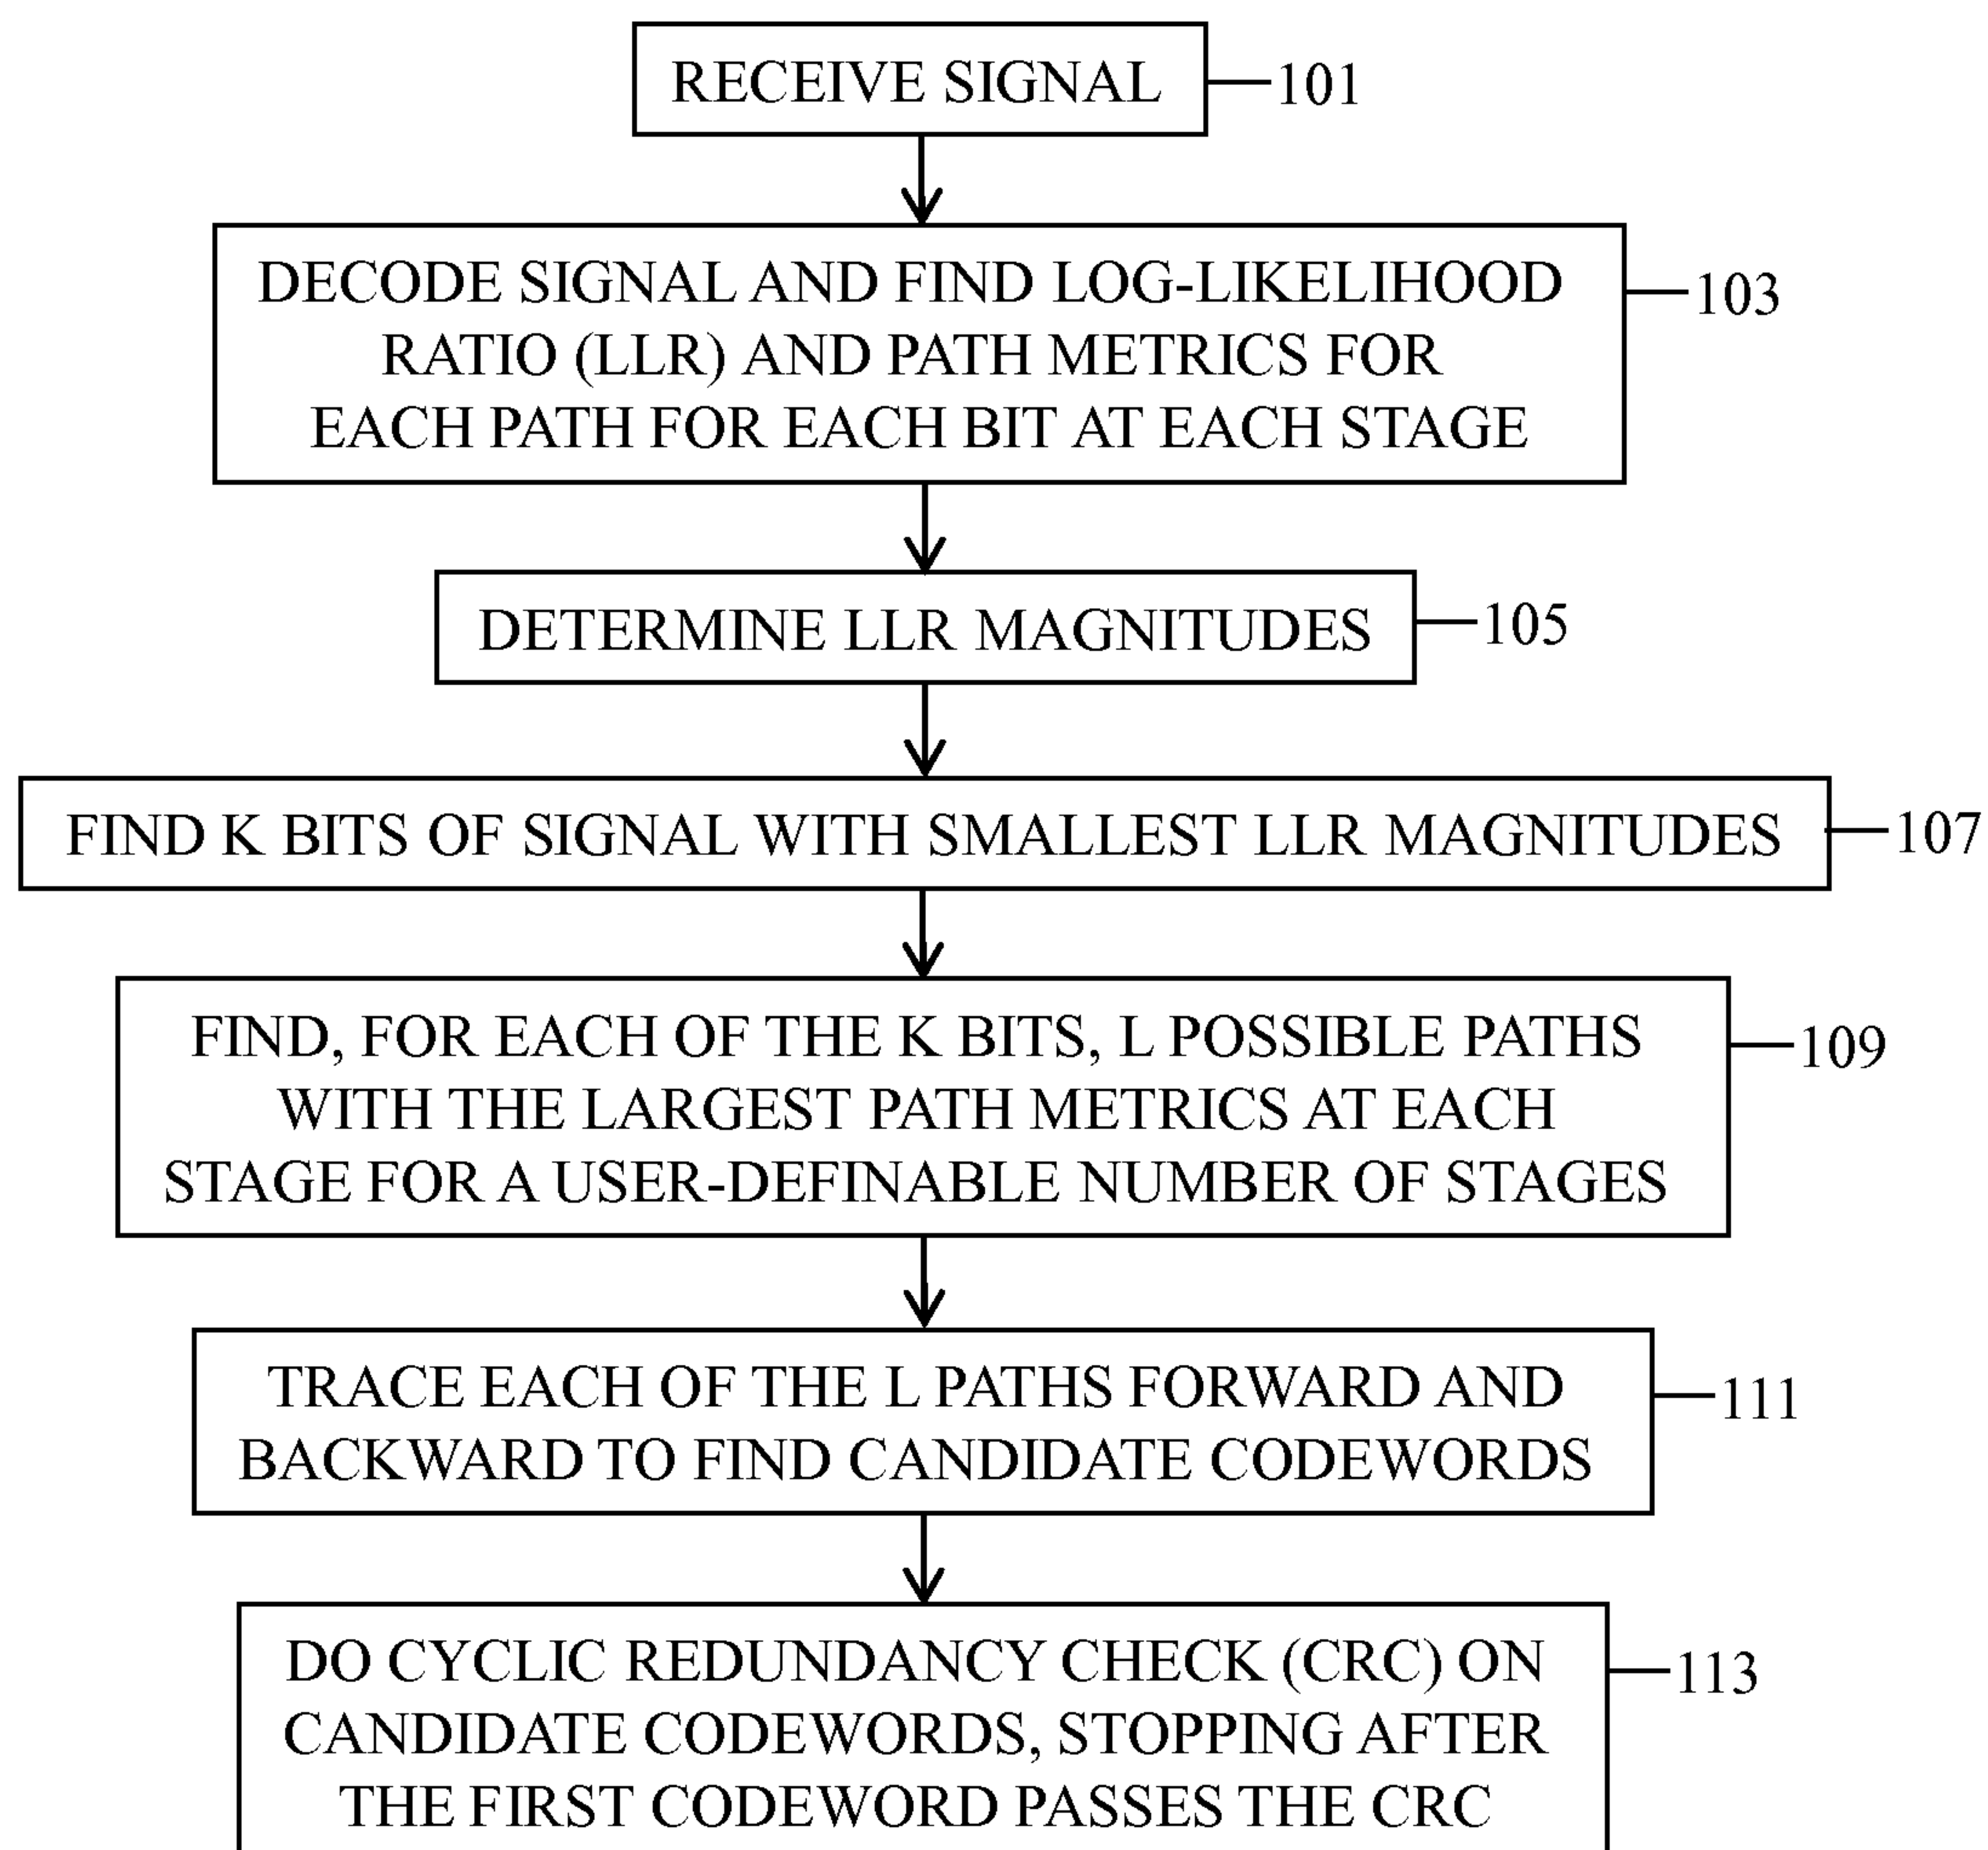 RECEIVE SIGNAL
101
DECODE SIGNAL AND FIND LOG-LIKELIHOOD
RATIO (LLR) AND PATH METRICS FOR
EACH PATH FOR EACH BIT AT EACH STAGE
103
DETERMINE LLR MAGNITUDES
105
FIND K BITS OF SIGNAL WITH SMALLEST LLR MAGNITUDES
107
FIND, FOR EACH OF THE K BITS, L POSSIBLE PATHS
WITH THE LARGEST PATH METRICS AT EACH
STAGE FOR A USER-DEFINABLE NUMBER OF STAGES
109
TRACE EACH OF THE L PATHS FORWARD AND
BACKWARD TO FIND CANDIDATE CODEWORDS
111
DO CYCLIC REDUNDANCY CHECK (CRC) ON
CANDIDATE CODEWORDS, STOPPING AFTER
THE FIRST CODEWORD PASSES THE CRC
113